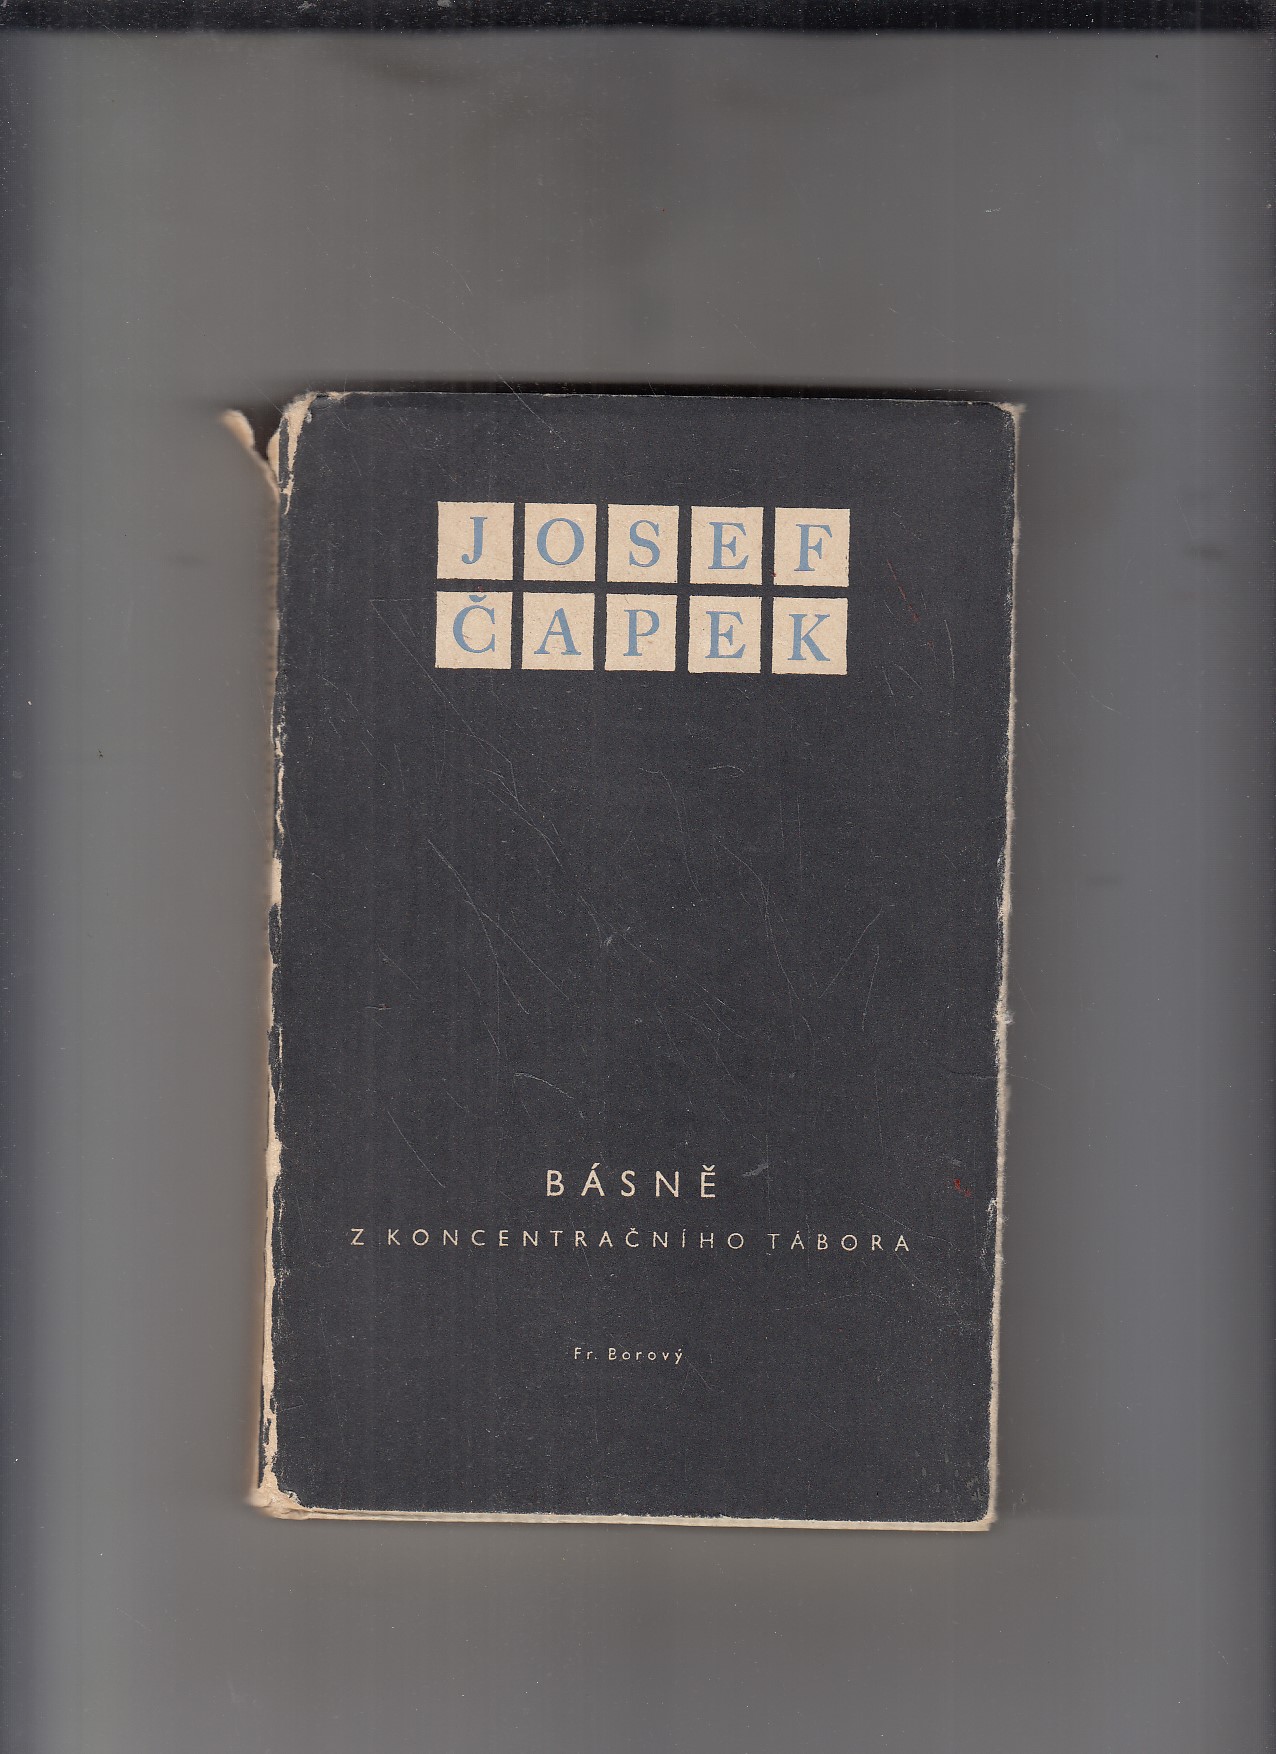 JOSEF
ČAPEK
BÁSNĚ
Z KONCENTRAČNÍHO TÁBORA
Fr. Borový